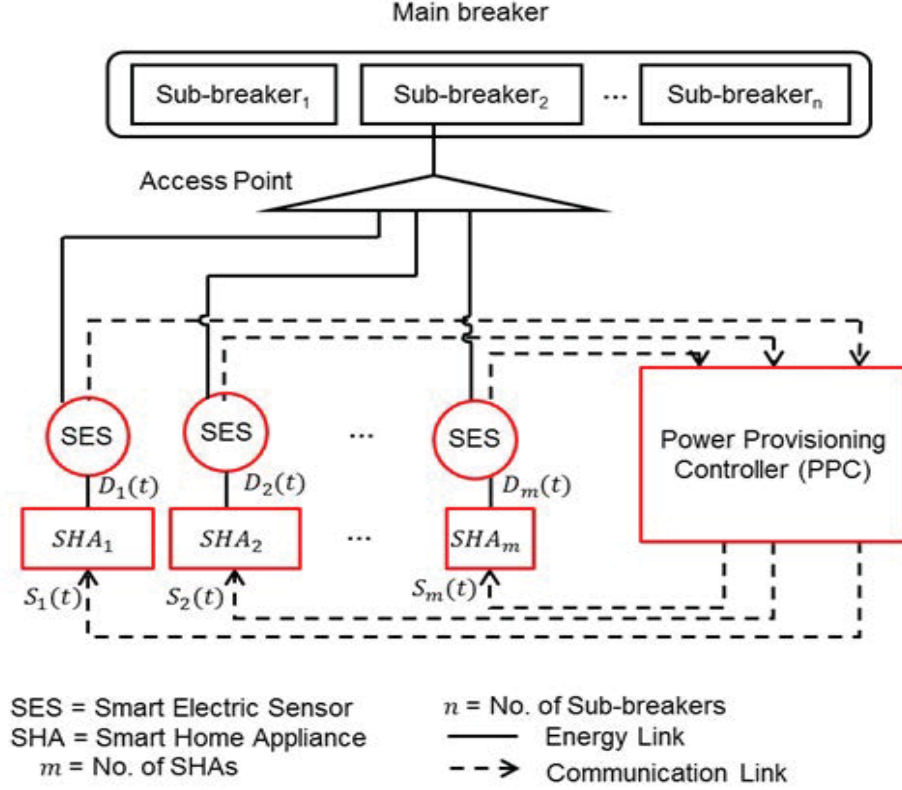 Main breaker
Sub-breaker₁ Sub-breaker₂ ... Sub-breakerₙ
Access Point
SES SES ... SES
Power Provisioning
Controller (PPC)
D₁(t) D₂(t) Dₘ(t)
SHA₁ SHA₂ ... SHAₘ
S₁(t) S₂(t) Sₘ(t)
SES = Smart Electric Sensor
SHA = Smart Home Appliance
m = No. of SHAs
n = No. of Sub-breakers
Energy Link
Communication Link